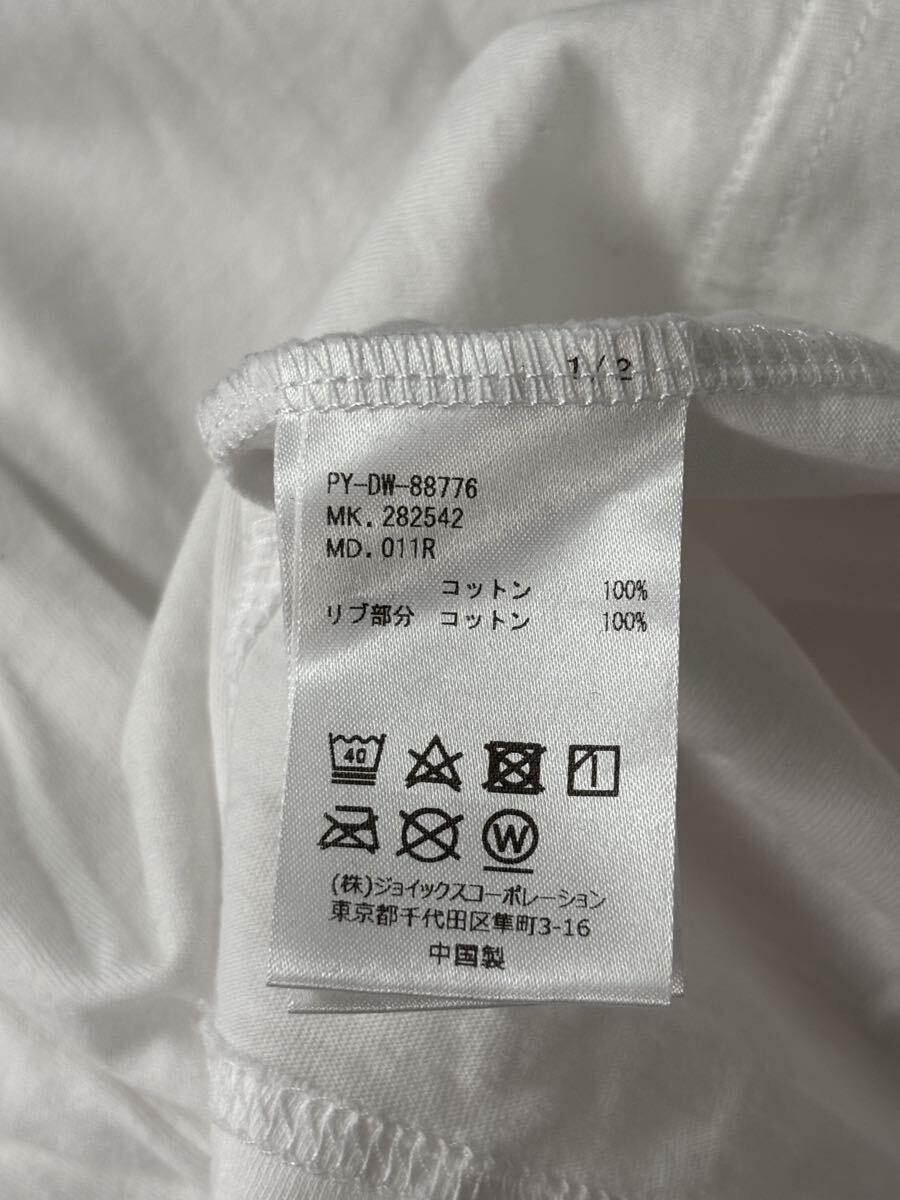 1/2
PY-DW-88776
MK. 282542
MD. 011R
コットン 100%
リブ部分 コットン 100%
40
W
(株)ジョイックスコーポレーション
東京都千代田区隼町3-16
中国製